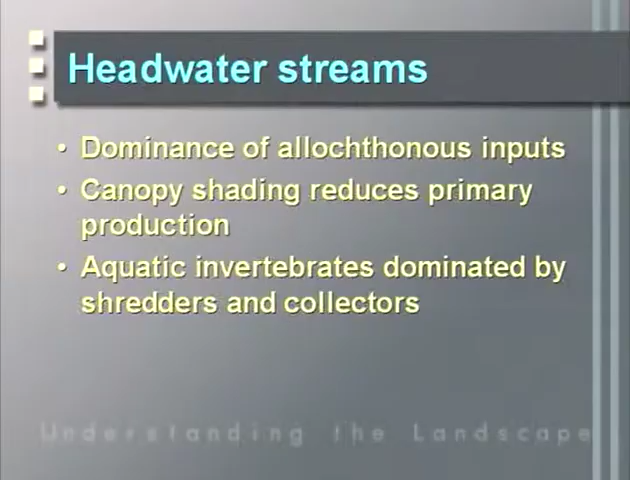 Headwater streams
• Dominance of allochthonous inputs
• Canopy shading reduces primary
production
• Aquatic invertebrates dominated by
shredders and collectors
Understanding the Landscape